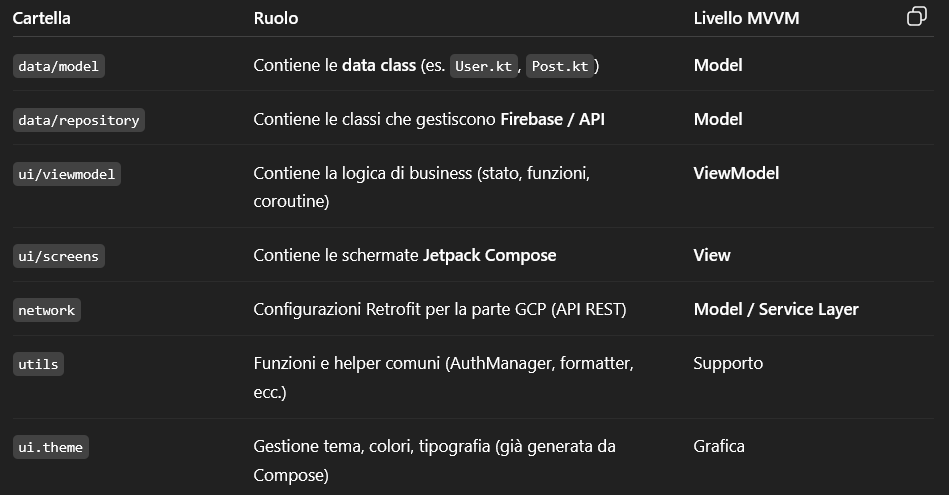 Cartella Ruolo Livello MVVM
data/model Contiene le data class (es. User.kt, Post.kt) Model
data/repository Contiene le classi che gestiscono Firebase / API Model
ui/viewmodel Contiene la logica di business (stato, funzioni, ViewModel
coroutine)
ui/screens Contiene le schermate Jetpack Compose View
network Configurazioni Retrofit per la parte GCP (API REST) Model / Service Layer
utils Funzioni e helper comuni (AuthManager, formatter, Supporto
ecc.)
ui.theme Gestione tema, colori, tipografia (già generata da Grafica
Compose)